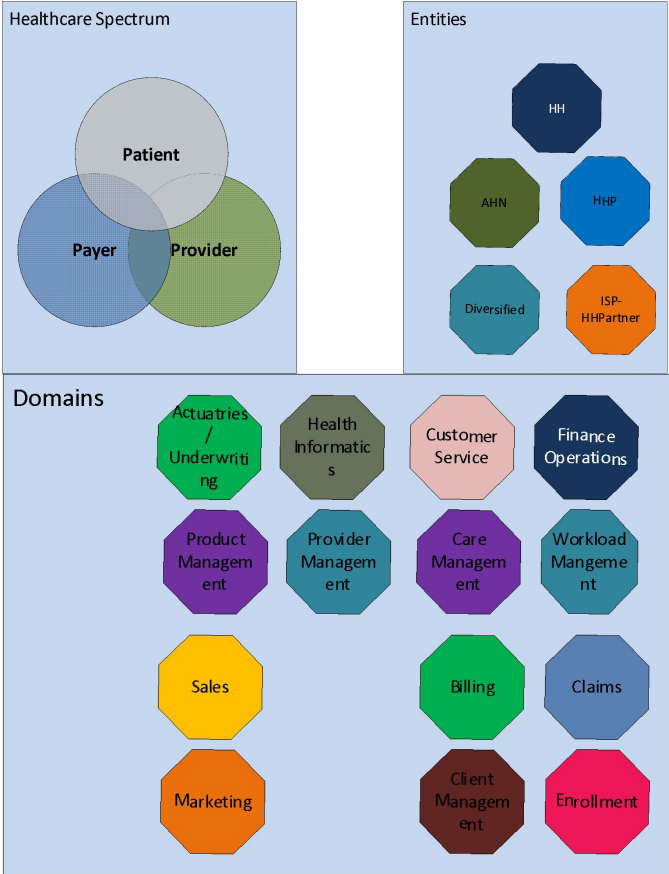 Healthcare Spectrum
Patient
Payer
Provider
Entities
HH
AHN
HHP
Diversified
ISP-
HHPartner
Domains
Actuatries
/
Underwriti
ng
Health
Informatic
s
Customer
Service
Finance
Operations
Product
Managem
ent
Provider
Managem
ent
Care
Managem
ent
Workload
Mangeme
nt
Sales
Billing
Claims
Marketing
Client
Managem
ent
Enrollment